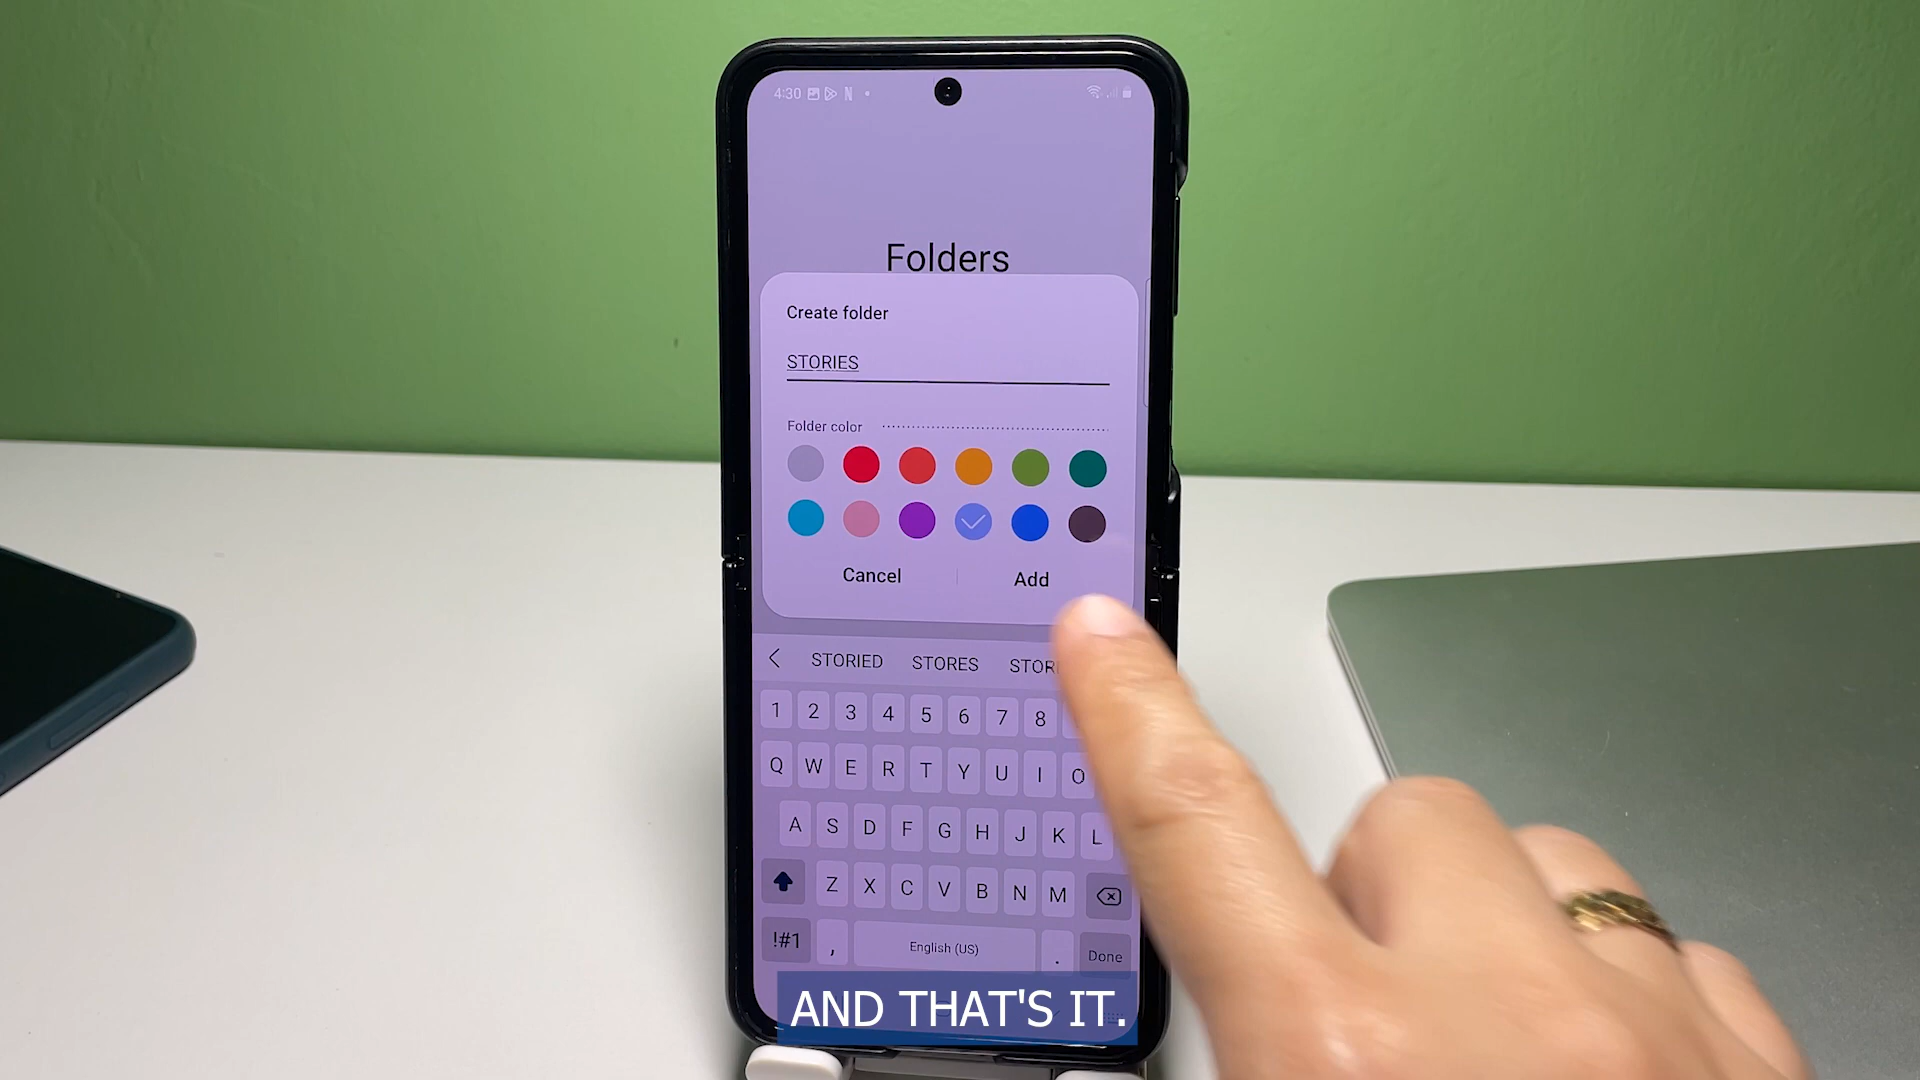 4:30
Folders
Create folder
STORIES
Folder color
Cancel
Add
STORIED STORES
1 2 3 4 5 6 7 8
Q W E R T Y U I O
A S D F G H J K L
Z X C V B N M
!#1 , English (US) . Done
AND THAT'S IT.